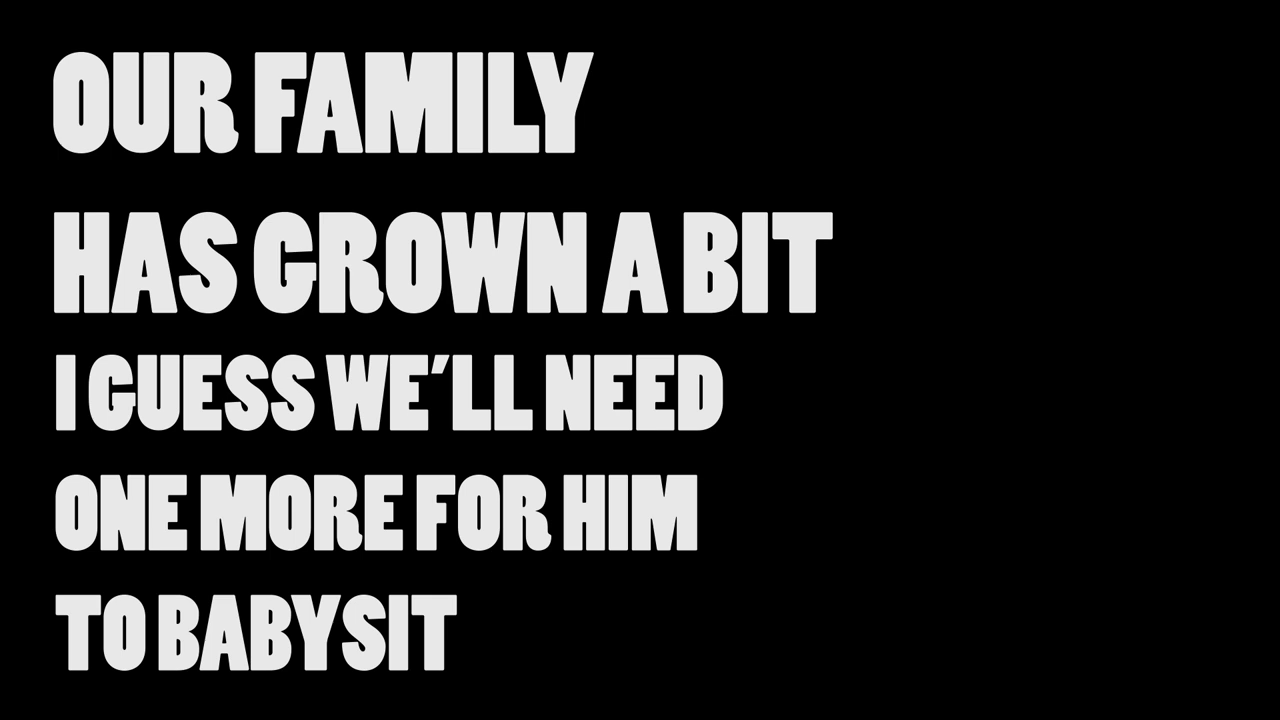 OUR FAMILY
HAS GROWN A BIT
I GUESS WE'LL NEED
ONE MORE FOR HIM
TO BABYSIT